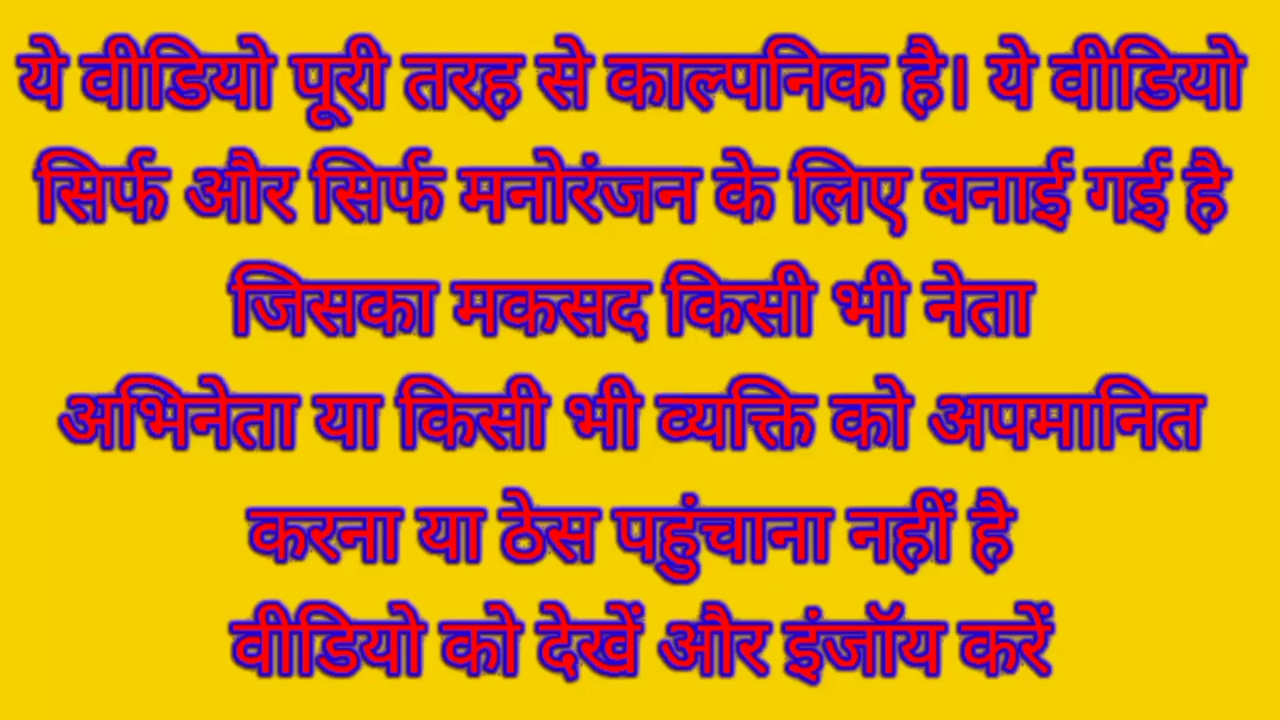 ये वीडियो पूरी तरह से काल्पनिक है। ये वीडियो
सिर्फ और सिर्फ मनोरंजन के लिए बनाई गई है
जिसका मकसद किसी भी नेता
अभिनेता या किसी भी व्यक्ति को अपमानित
करना या ठेस पहुंचाना नहीं है
वीडियो को देखें और इंजॉय करें